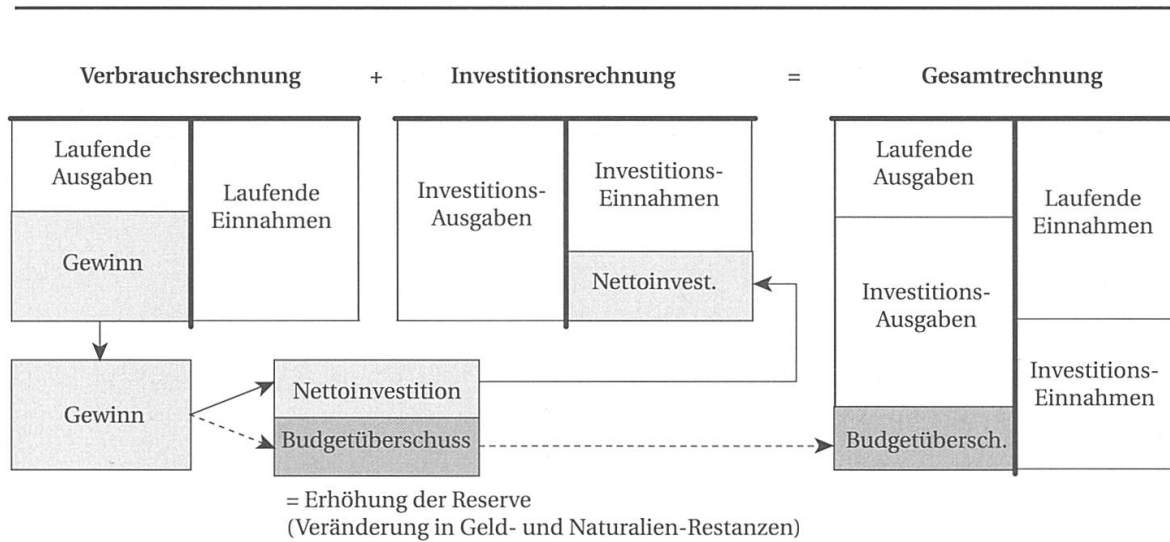 Verbrauchsrechnung + Investitionsrechnung = Gesamtrechnung
Laufende
Ausgaben
Gewinn
Laufende
Einnahmen
Investitions-
Ausgaben
Investitions-
Einnahmen
Nettoinvest.
Laufende
Ausgaben
Investitions-
Ausgaben
Budgetübersch.
Laufende
Einnahmen
Investitions-
Einnahmen
Gewinn
Nettoinvestition
Budgetüberschuss
= Erhöhung der Reserve
(Veränderung in Geld- und Naturalien-Restanzen)